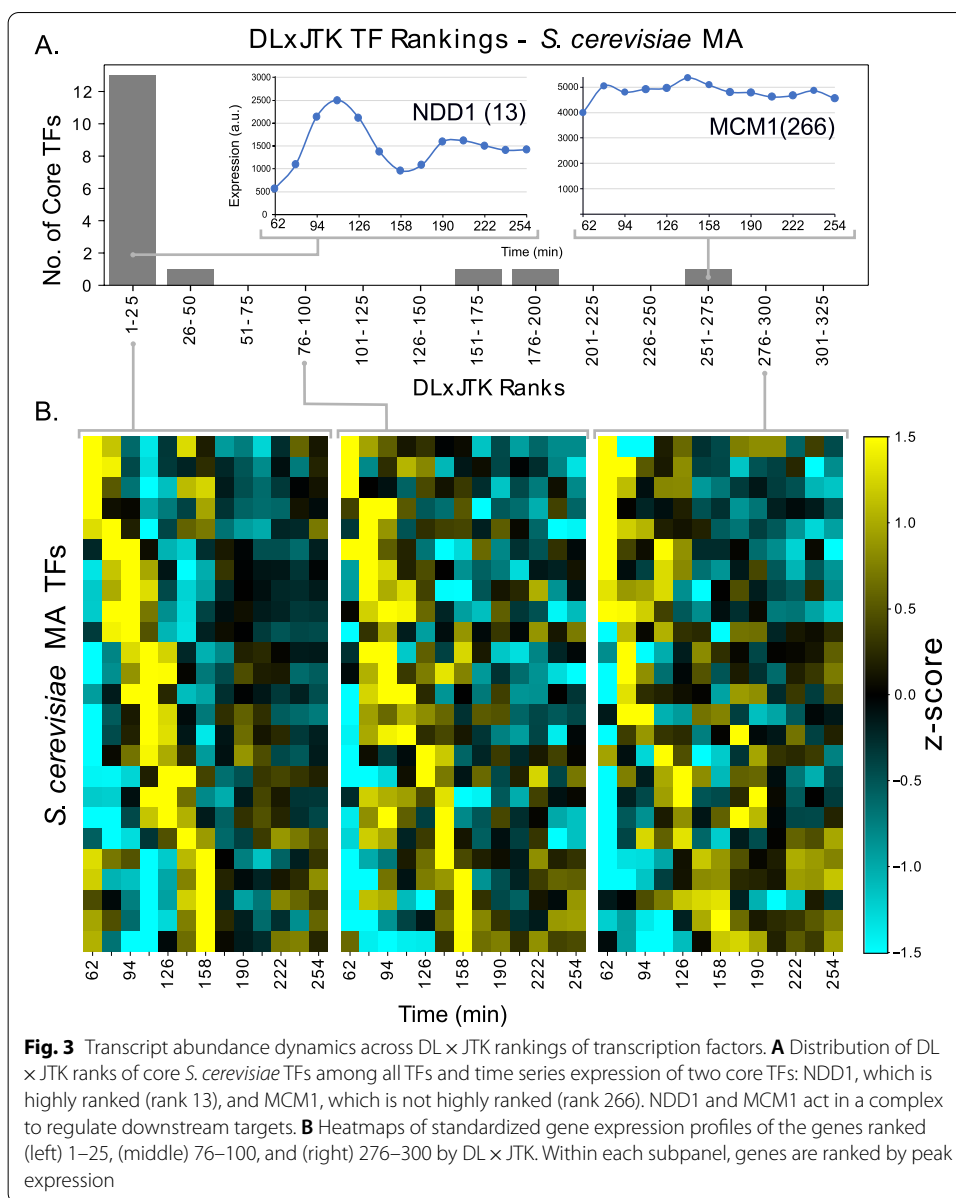 A.
DLxJTK TF Rankings - S. cerevisiae MA
No. of Core TFs
12
10
8
6
4
2
0
Expression (a.u.)
3000
2500
2000
1500
1000
500
0
NDD1 (13)
62 94 126 158 190 222 254
5000
4000
3000
2000
1000
MCM1(266)
62 94 126 158 190 222 254
Time (min)
1-25
26-50
51-75
76-100
101-125
126-150
151-175
176-200
201-225
226-250
251-275
276-300
301-325
DLxJTK Ranks
B.
S. cerevisiae MA TFs
62 94 126 158 190 222 254
62 94 126 158 190 222 254
62 94 126 158 190 222 254
Time (min)
1.5
1.0
0.5
0.0
−0.5
−1.0
−1.5
z-score
Fig. 3 Transcript abundance dynamics across DL × JTK rankings of transcription factors. A Distribution of DL
× JTK ranks of core S. cerevisiae TFs among all TFs and time series expression of two core TFs: NDD1, which is
highly ranked (rank 13), and MCM1, which is not highly ranked (rank 266). NDD1 and MCM1 act in a complex
to regulate downstream targets. B Heatmaps of standardized gene expression profiles of the genes ranked
(left) 1–25, (middle) 76–100, and (right) 276–300 by DL × JTK. Within each subpanel, genes are ranked by peak
expression